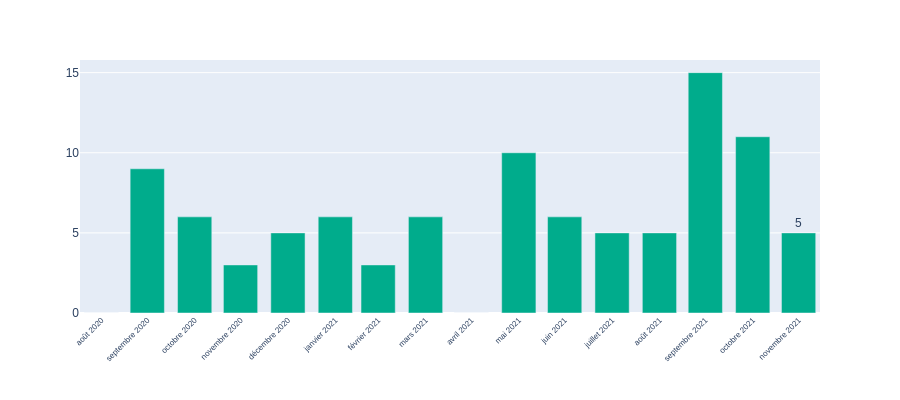 15
10
5
0
5
août 2020
septembre 2020
octobre 2020
novembre 2020
décembre 2020
janvier 2021
février 2021
mars 2021
avril 2021
mai 2021
juin 2021
juillet 2021
août 2021
septembre 2021
octobre 2021
novembre 2021